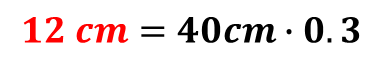 12 cm = 40cm · 0.3